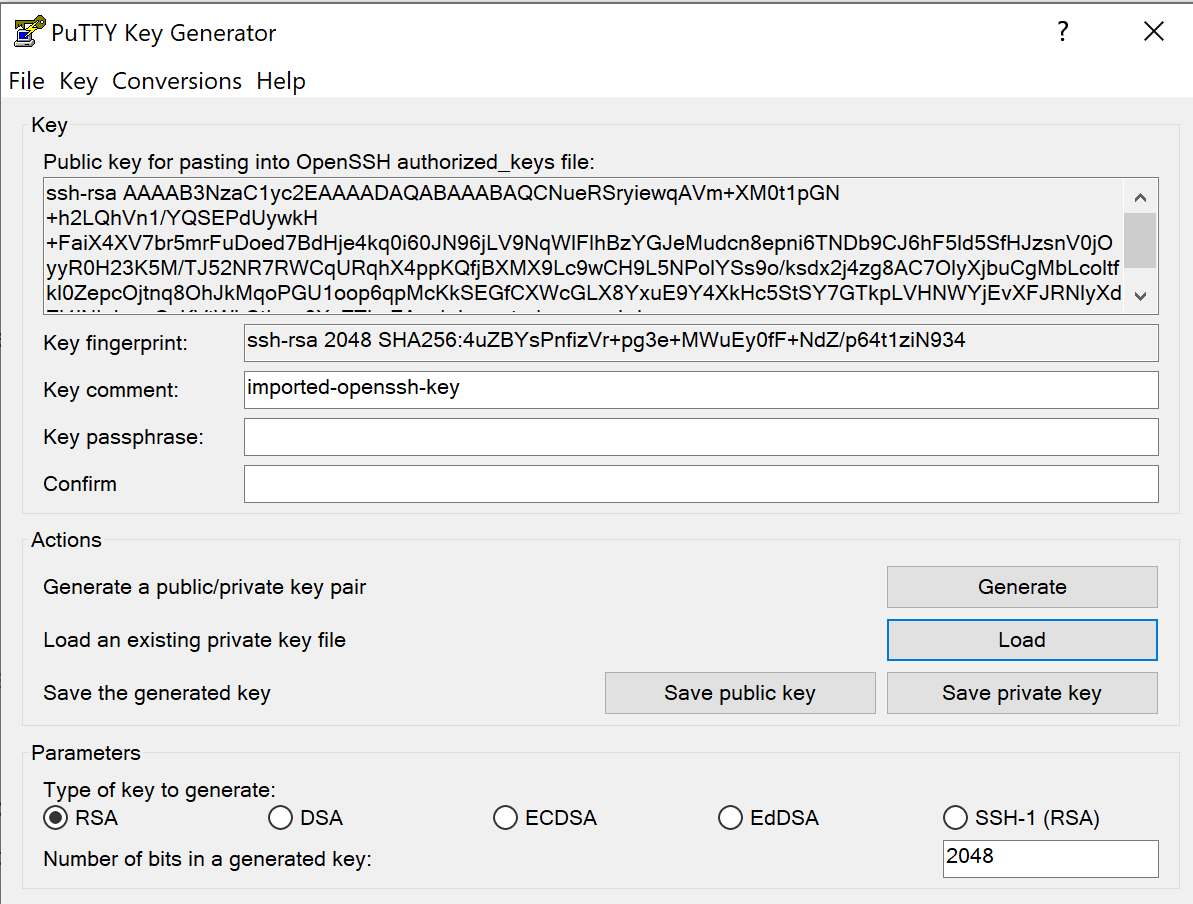 PuTTY Key Generator
?
File Key Conversions Help
Key
Public key for pasting into OpenSSH authorized_keys file:
ssh-rsa AAAAB3NzaC1yc2EAAAADAQABAAABAQCNueRSryiewqAVm+XM0t1pGN
+h2LQhVn1/YQSEPdUywkH
+FaiX4XV7br5mrFuDoed7BdHje4kq0i60JN96jLV9NqWIFIhBzYGJeMudcn8epni6TNDb9CJ6hF5ld5SfHJzsnV0jO
yyR0H23K5M/TJ52NR7RWCqURqhX4ppKQfjBXMX9Lc9wCH9L5NPolYSs9o/ksdx2j4zg8AC7OlyXjbuCgMbLcoltf
kI0ZepcOjtnq8OhJkMqoPGU1oop6qpMcKkSEGfCXWcGLX8YxuE9Y4XkHc5StSY7GTkpLVHNWYjEvXFJRNlyXd
Key fingerprint:
ssh-rsa 2048 SHA256:4uZBYsPnfizVr+pg3e+MWuEy0fF+NdZ/p64t1ziN934
Key comment:
imported-openssh-key
Key passphrase:
Confirm
Actions
Generate a public/private key pair
Generate
Load an existing private key file
Load
Save the generated key
Save public key
Save private key
Parameters
Type of key to generate:
RSA DSA ECDSA EdDSA SSH-1 (RSA)
Number of bits in a generated key:
2048